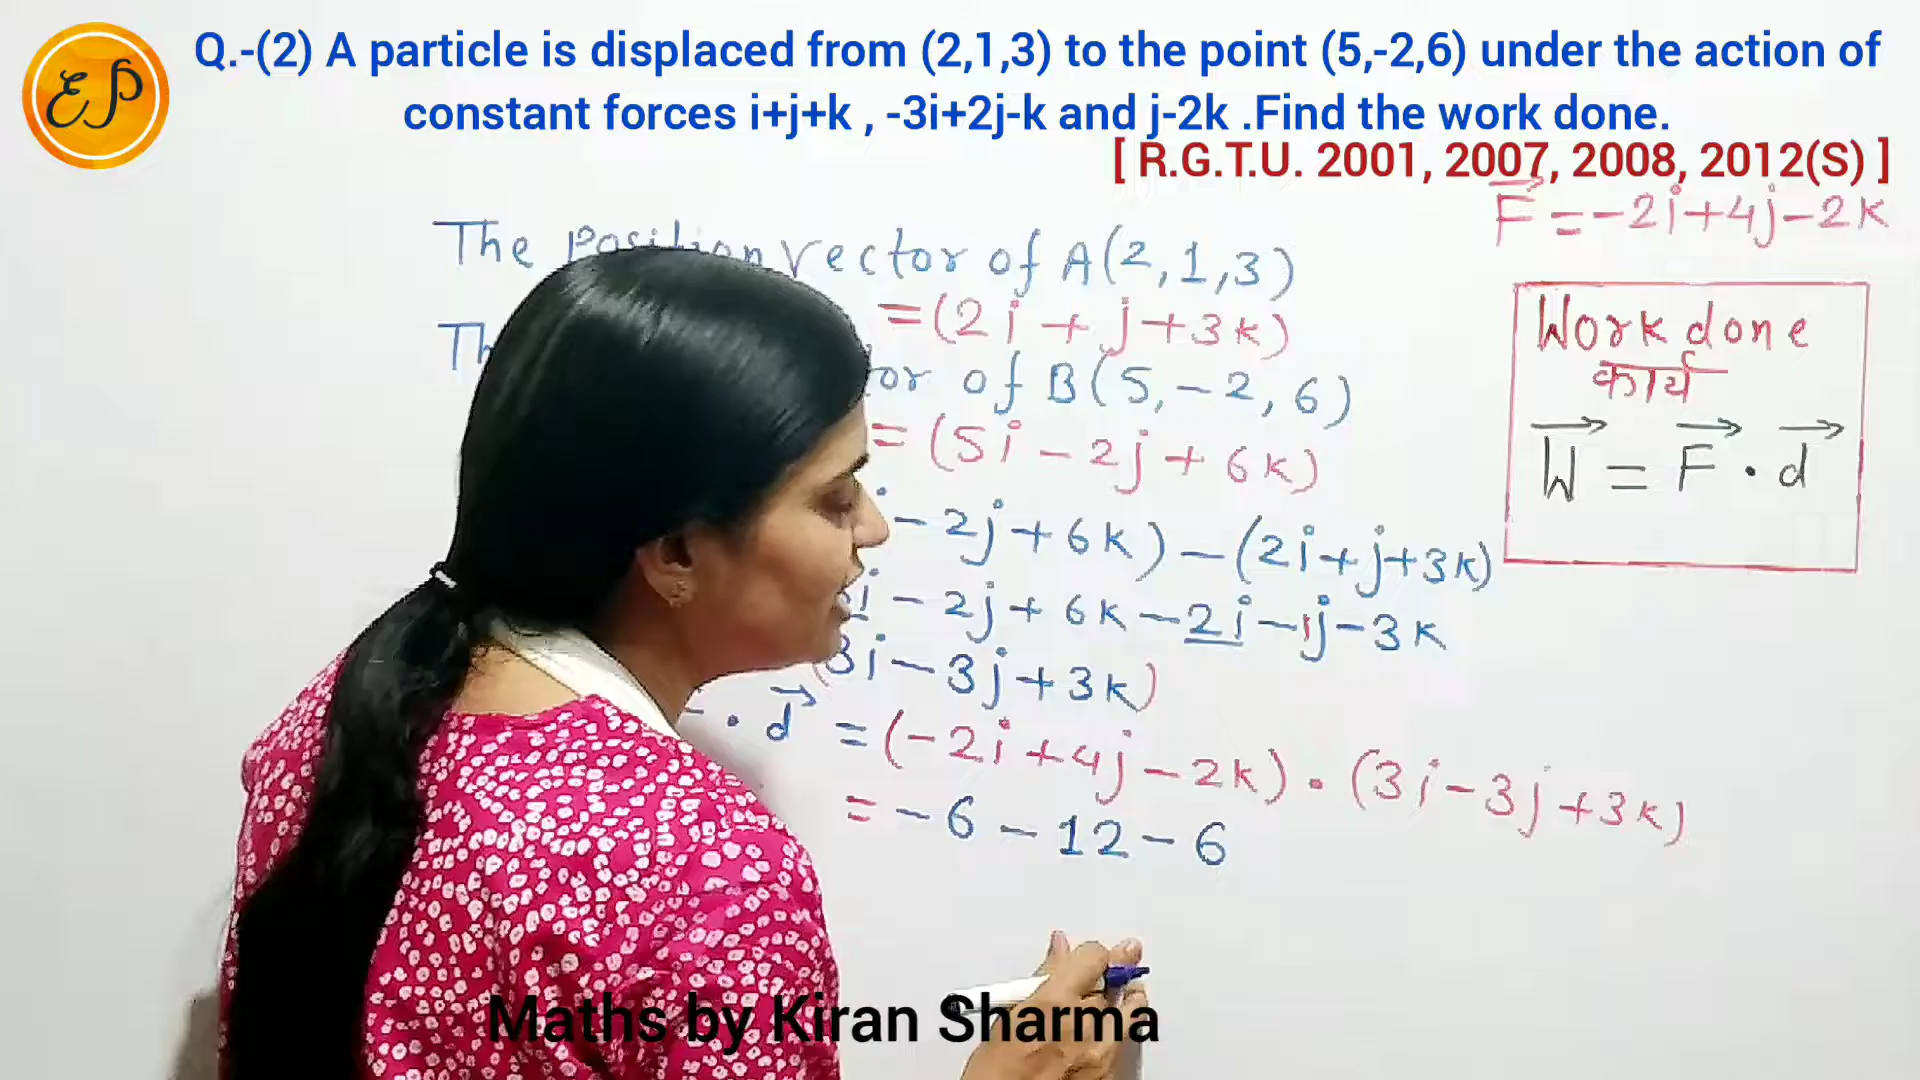 EP
Q.-(2) A particle is displaced from (2,1,3) to the point (5,-2,6) under the action of
constant forces i+j+k , -3i+2j-k and j-2k .Find the work done.
[ R.G.T.U. 2001, 2007, 2008, 2012(S) ]
F = -2i+4j-2k
The position vector of A(2,1,3)
= (2i + j + 3k)
of B(5,-2,6)
= (5i - 2j + 6k)
- 2j + 6k) - (2i + j + 3k)
i - 2j + 6k - 2i - 1j - 3k
(3i - 3j + 3k)
. d = (-2i + 4j - 2k) . (3i - 3j + 3k)
= -6 - 12 - 6
Work done
कार्य
W = F . d
Maths by Kiran Sharma